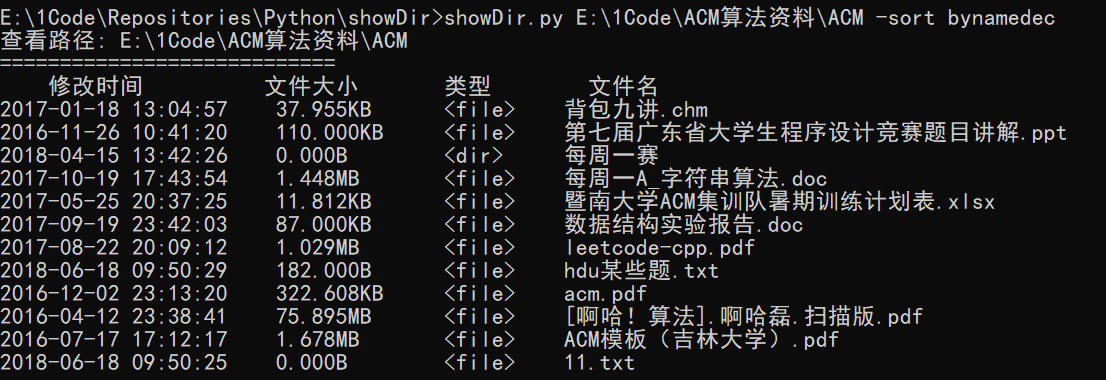 E:\1Code\Repositories\Python\showDir>showDir.py E:\1Code\ACM算法资料\ACM -sort bynamedec
查看路径: E:\1Code\ACM算法资料\ACM
============================
修改时间 文件大小 类型 文件名
2017-01-18 13:04:57 37.955KB <file> 背包九讲.chm
2016-11-26 10:41:20 110.000KB <file> 第七届广东省大学生程序设计竞赛题目讲解.ppt
2018-04-15 13:42:26 0.000B <dir> 每周一赛
2017-10-19 17:43:54 1.448MB <file> 每周一A_字符串算法.doc
2017-05-25 20:37:25 11.812KB <file> 暨南大学ACM集训队暑期训练计划表.xlsx
2017-09-19 23:42:03 87.000KB <file> 数据结构实验报告.doc
2017-08-22 20:09:12 1.029MB <file> leetcode-cpp.pdf
2018-06-18 09:50:29 182.000B <file> hdu某些题.txt
2016-12-02 23:13:20 322.608KB <file> acm.pdf
2016-04-12 23:38:41 75.895MB <file> [啊哈！算法].啊哈磊.扫描版.pdf
2016-07-17 17:12:17 1.678MB <file> ACM模板（吉林大学）.pdf
2018-06-18 09:50:25 0.000B <file> 11.txt